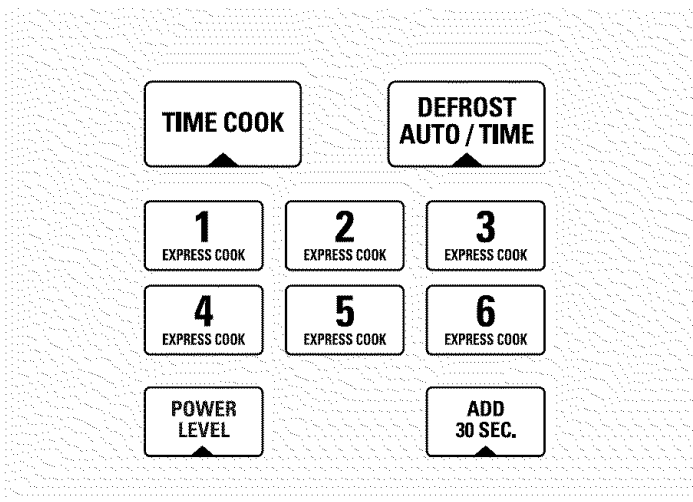 TIME COOK
DEFROST
AUTO / TIME
1
EXPRESS COOK
2
EXPRESS COOK
3
EXPRESS COOK
4
EXPRESS COOK
5
EXPRESS COOK
6
EXPRESS COOK
POWER
LEVEL
ADD
30 SEC.